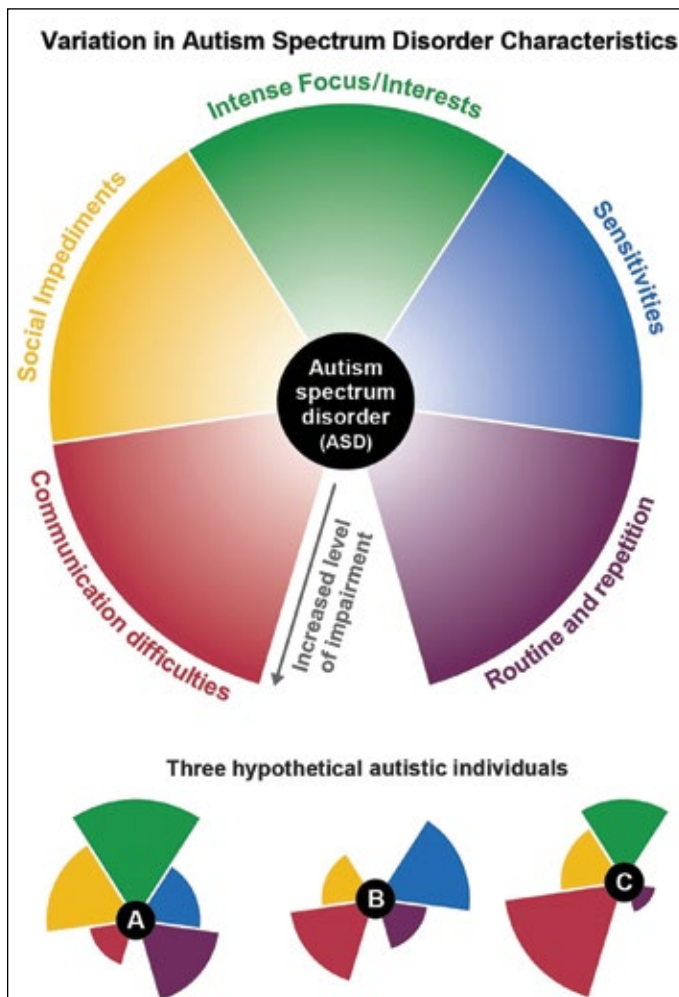 Variation in Autism Spectrum Disorder Characteristics
Intense Focus/Interests
Social Impediments
Sensitivities
Autism
spectrum
disorder
(ASD)
Communication difficulties
Increased level
of impairment
Routine and repetition
Three hypothetical autistic individuals
A
B
C